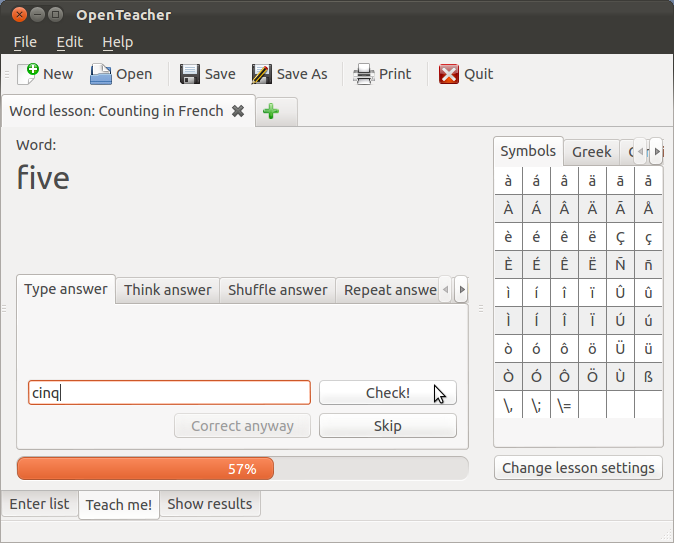 OpenTeacher
File Edit Help
New Open Save Save As Print Quit
Word lesson: Counting in French
Word:
five
Type answer Think answer Shuffle answer Repeat answe
cinq
Check!
Correct anyway Skip
57%
Symbols Greek
à á â ä ã å
À Á Â Ä Ã Å
è é ê ë Ç ç
È É Ê Ë Ñ ñ
ì í î ï Û û
Ì Í Î Ï Ú ú
ò ó ô ö Ü ü
Ò Ó Ô Ö Ù ß
\, \; \=
Change lesson settings
Enter list Teach me! Show results